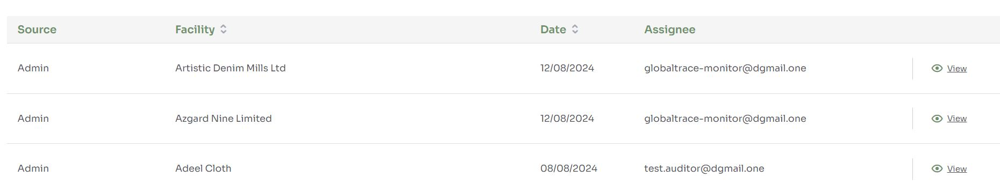 Source Facility Date Assignee
Admin Artistic Denim Mills Ltd 12/08/2024 globaltrace-monitor@dgmail.one View
Admin Azgard Nine Limited 12/08/2024 globaltrace-monitor@dgmail.one View
Admin Adeel Cloth 08/08/2024 test.auditor@dgmail.one View